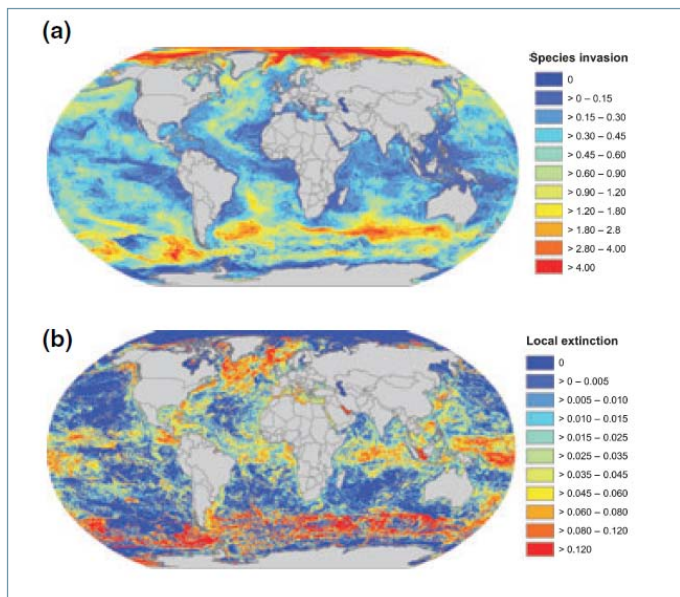 (a)
Species invasion
0
> 0 – 0.15
> 0.15 – 0.30
> 0.30 – 0.45
> 0.45 – 0.60
> 0.60 – 0.90
> 0.90 – 1.20
> 1.20 – 1.80
> 1.80 – 2.8
> 2.80 – 4.00
> 4.00
(b)
Local extinction
0
> 0 – 0.005
> 0.005 – 0.010
> 0.010 – 0.015
> 0.015 – 0.025
> 0.025 – 0.035
> 0.035 – 0.045
> 0.045 – 0.060
> 0.060 – 0.080
> 0.080 – 0.120
> 0.120